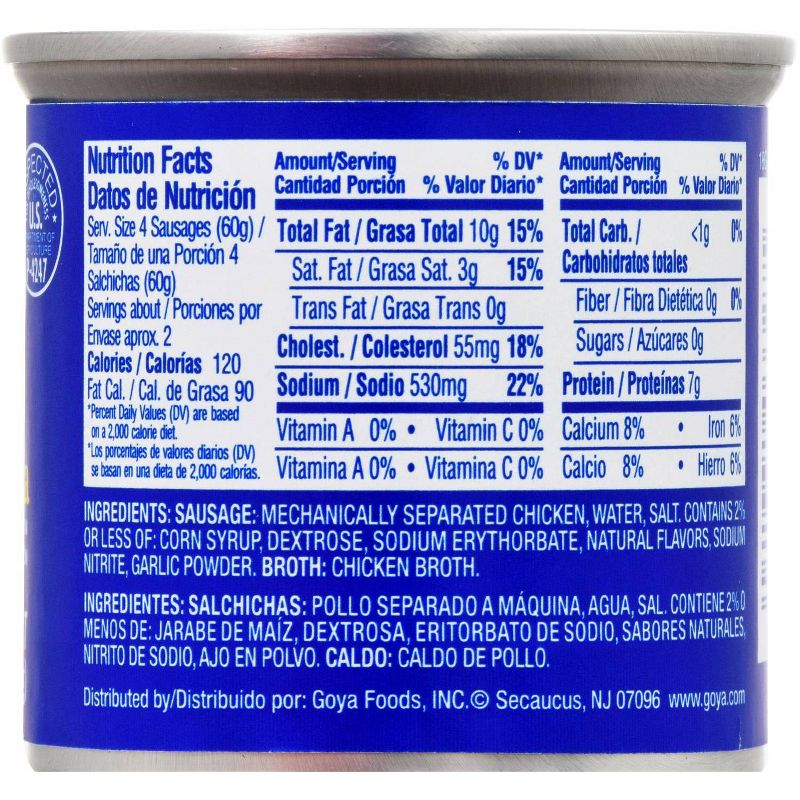 PECTED
U.S.
DEPARTMENT OF
P-4247
Nutrition Facts
Datos de Nutrición
Serv. Size 4 Sausages (60g) /
Tamaño de una Porción 4
Salchichas (60g)
Servings about / Porciones por
Envase aprox. 2
Calories / Calorías 120
Fat Cal. / Cal. de Grasa 90
*Percent Daily Values (DV) are based
on a 2,000 calorie diet.
*Los porcentajes de valores diarios (DV)
se basan en una dieta de 2,000 calorías.
Amount/Serving % DV*
Cantidad Porción % Valor Diario*
Total Fat / Grasa Total 10g 15%
Sat. Fat / Grasa Sat. 3g 15%
Trans Fat / Grasa Trans 0g
Cholest. / Colesterol 55mg 18%
Sodium / Sodio 530mg 22%
Vitamin A 0% • Vitamin C 0%
Vitamina A 0% • Vitamina C 0%
Amount/Serving % DV*
Cantidad Porción % Valor Diario*
Total Carb. / <1g 0%
Carbohidratos totales
Fiber / Fibra Dietética 0g 0%
Sugars / Azúcares 0g
Protein / Proteínas 7g
Calcium 8% • Iron 6%
Calcio 8% • Hierro 6%
INGREDIENTS: SAUSAGE: MECHANICALLY SEPARATED CHICKEN, WATER, SALT. CONTAINS 2%
OR LESS OF: CORN SYRUP, DEXTROSE, SODIUM ERYTHORBATE, NATURAL FLAVORS, SODIUM
NITRITE, GARLIC POWDER. BROTH: CHICKEN BROTH.
INGREDIENTES: SALCHICHAS: POLLO SEPARADO A MÁQUINA, AGUA, SAL. CONTIENE 2% O
MENOS DE: JARABE DE MAÍZ, DEXTROSA, ERITORBATO DE SODIO, SABORES NATURALES,
NITRITO DE SODIO, AJO EN POLVO. CALDO: CALDO DE POLLO.
Distributed by/Distribuido por: Goya Foods, INC.© Secaucus, NJ 07096 www.goya.com